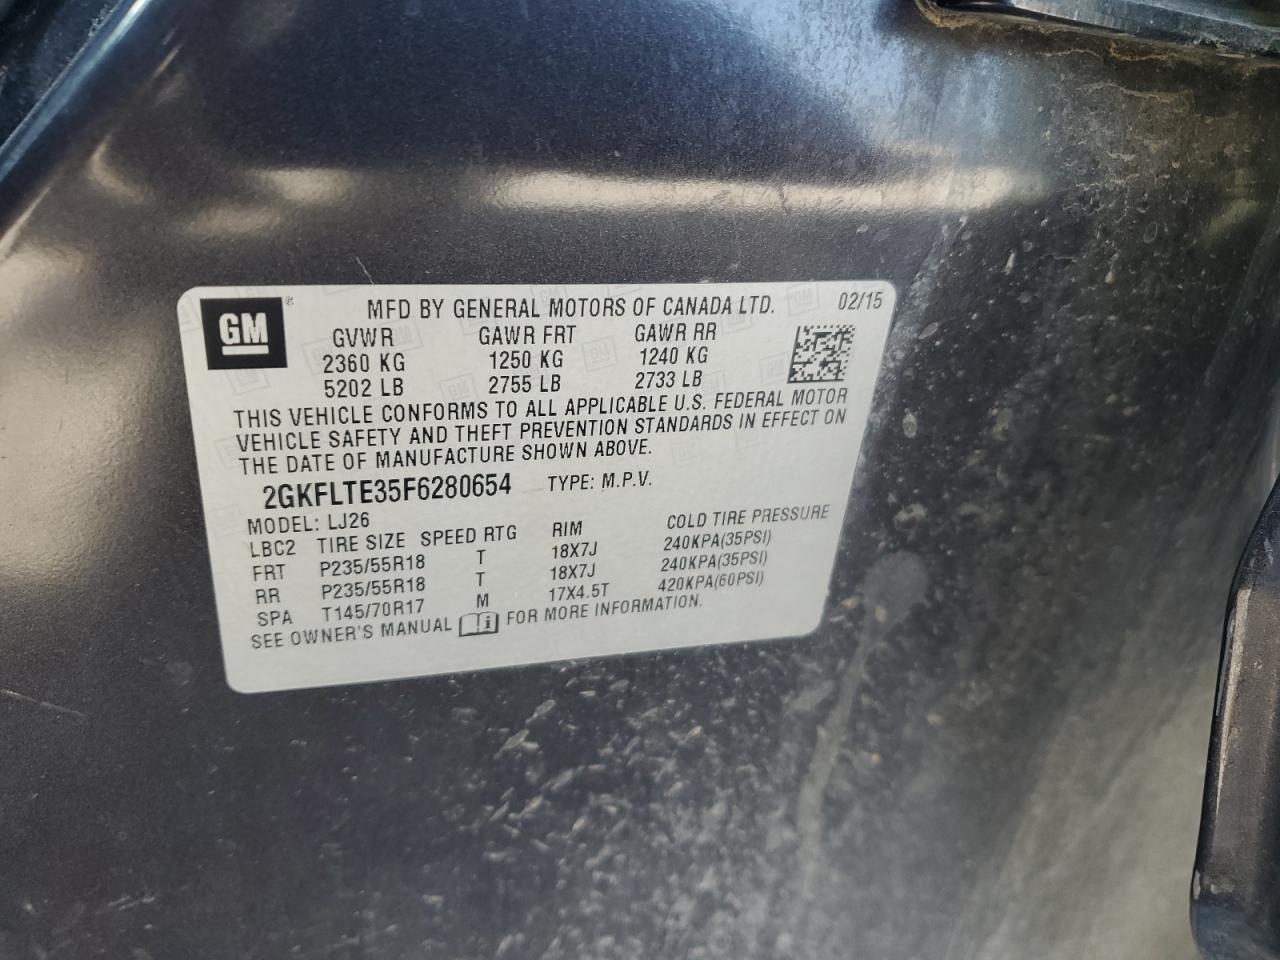 GM®
MFD BY GENERAL MOTORS OF CANADA LTD. 02/15
GVWR GAWR FRT GAWR RR
2360 KG 1250 KG 1240 KG
5202 LB 2755 LB 2733 LB
THIS VEHICLE CONFORMS TO ALL APPLICABLE U.S. FEDERAL MOTOR
VEHICLE SAFETY AND THEFT PREVENTION STANDARDS IN EFFECT ON
THE DATE OF MANUFACTURE SHOWN ABOVE.
2GKFLTE35F6280654 TYPE: M.P.V.
MODEL: LJ26
LBC2 TIRE SIZE SPEED RTG RIM COLD TIRE PRESSURE
FRT P235/55R18 T 18X7J 240KPA(35PSI)
RR P235/55R18 T 18X7J 240KPA(35PSI)
SPA T145/70R17 M 17X4.5T 420KPA(60PSI)
SEE OWNER'S MANUAL i FOR MORE INFORMATION.